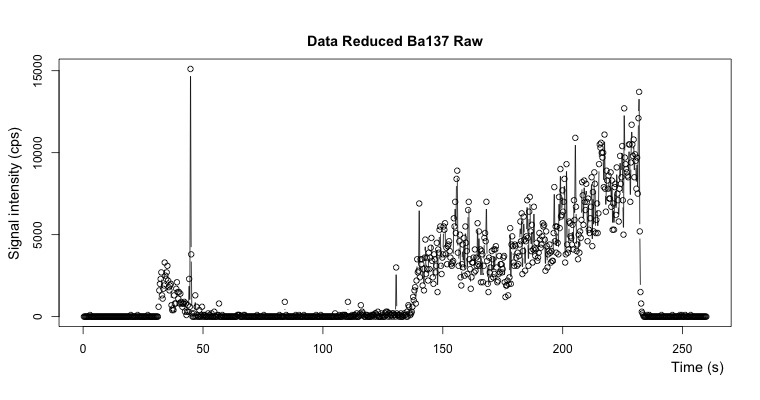 Data Reduced Ba137 Raw
Signal intensity (cps)
15000
10000
5000
0
0 50 100 150 200 250
Time (s)